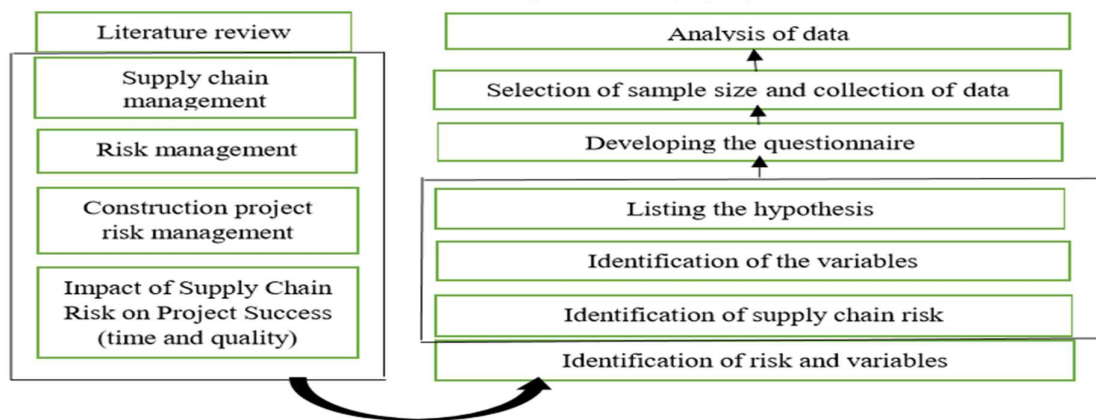 Literature review
Supply chain
management
Risk management
Construction project
risk management
Impact of Supply Chain
Risk on Project Success
(time and quality)
Analysis of data
Selection of sample size and collection of data
Developing the questionnaire
Listing the hypothesis
Identification of the variables
Identification of supply chain risk
Identification of risk and variables